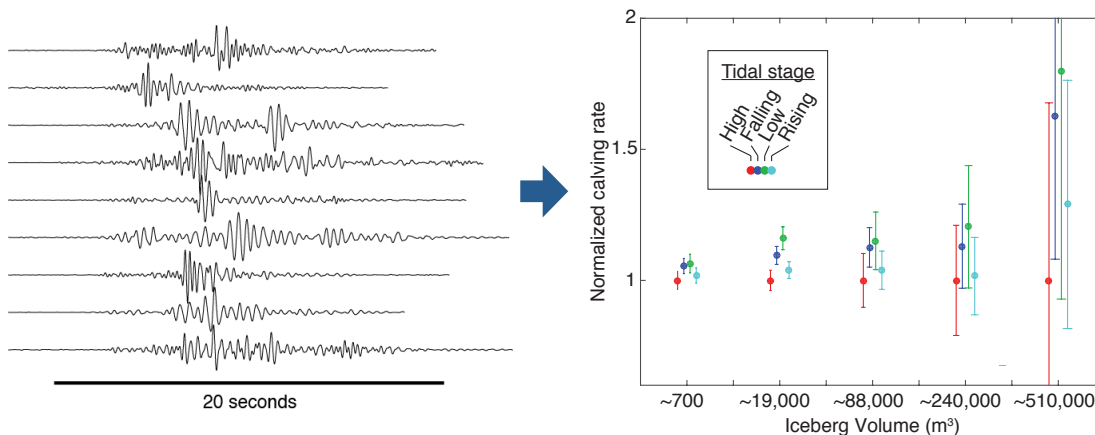 20 seconds
Normalized calving rate
2
1.5
1
Tidal stage
High
Falling
Low
Rising
~700
~19,000
~88,000
~240,000
~510,000
Iceberg Volume (m³)